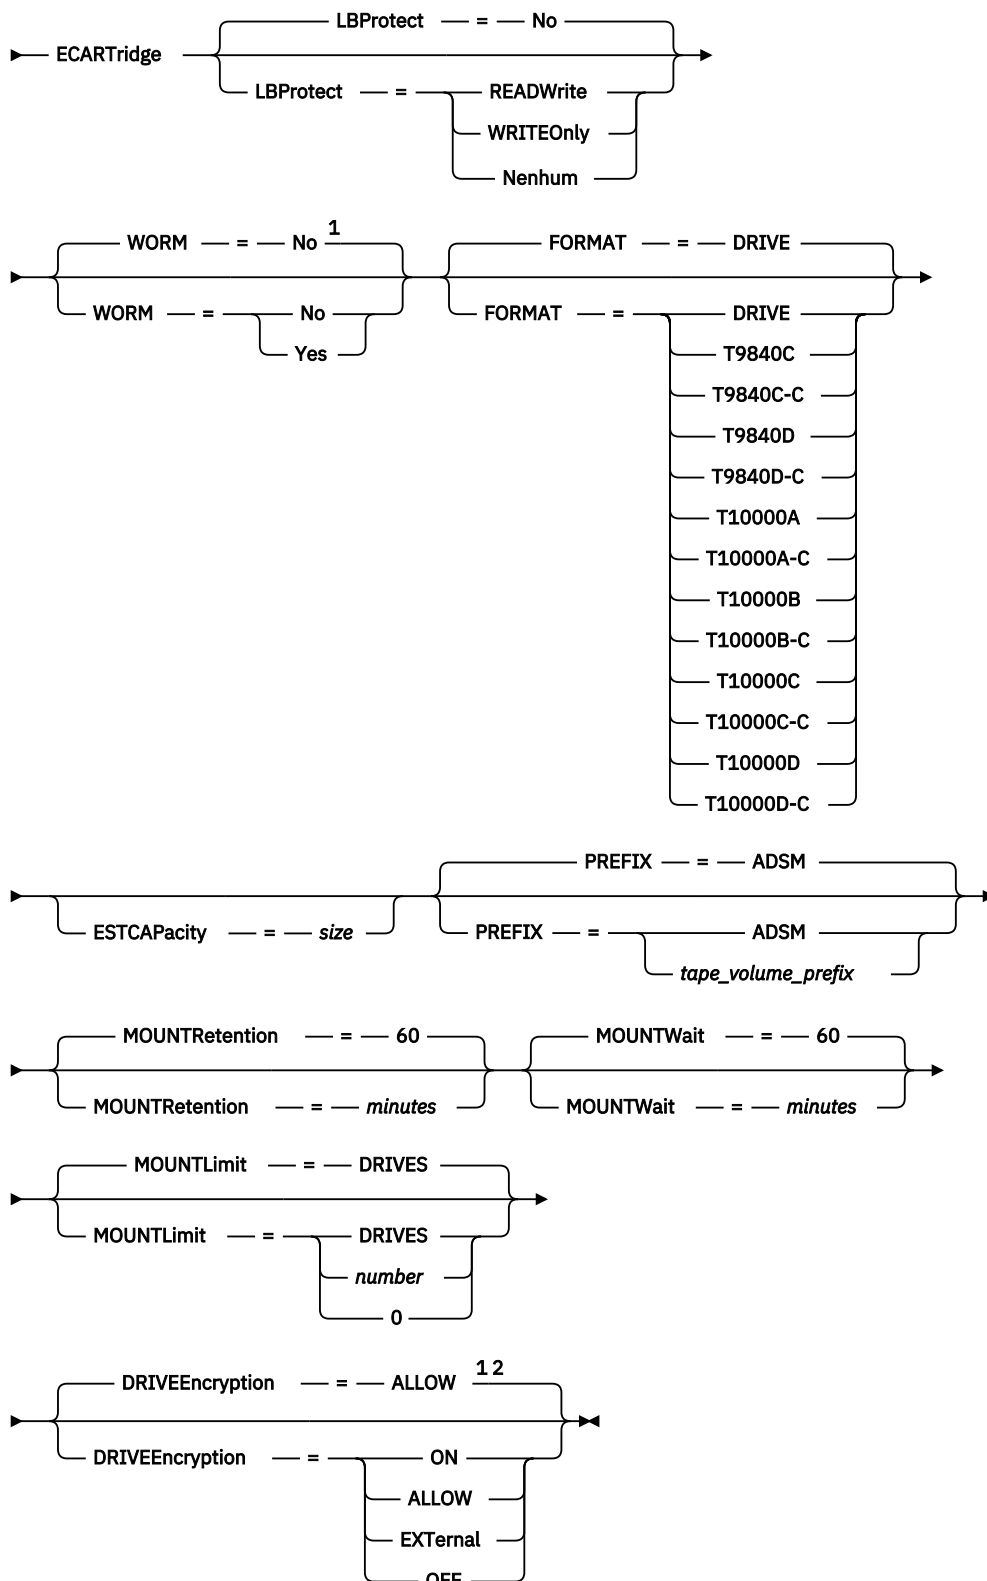 LBProtect = No
ECARTridge
LBProtect = READWrite
WRITEOnly
Nenhum
WORM = No 1 FORMAT = DRIVE
WORM = No FORMAT = DRIVE
Yes T9840C
T9840C-C
T9840D
T9840D-C
T10000A
T10000A-C
T10000B
T10000B-C
T10000C
T10000C-C
T10000D
T10000D-C
PREFIX = ADSM
ESTCAPacity = size PREFIX = ADSM
tape_volume_prefix
MOUNTRetention = 60 MOUNTWait = 60
MOUNTRetention = minutes MOUNTWait = minutes
MOUNTLimit = DRIVES
MOUNTLimit = DRIVES
number
0
DRIVEEncryption = ALLOW 1 2
DRIVEEncryption = ON
ALLOW
EXTernal
OFF